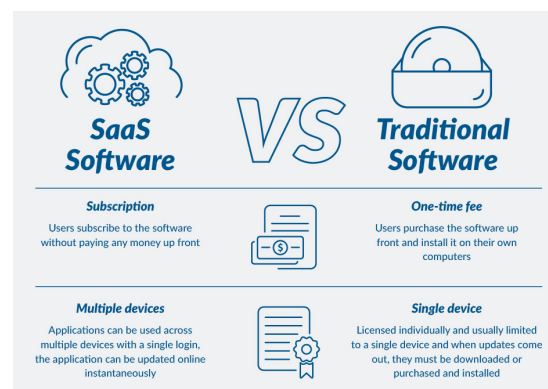 SaaS
Software
VS
Traditional
Software
Subscription
Users subscribe to the software
without paying any money up front
$
One-time fee
Users purchase the software up
front and install it on their own
computers
Multiple devices
Applications can be used across
multiple devices with a single login,
the application can be updated online
instantaneously
Single device
Licensed individually and usually limited
to a single device and when updates come
out, they must be downloaded or
purchased and installed